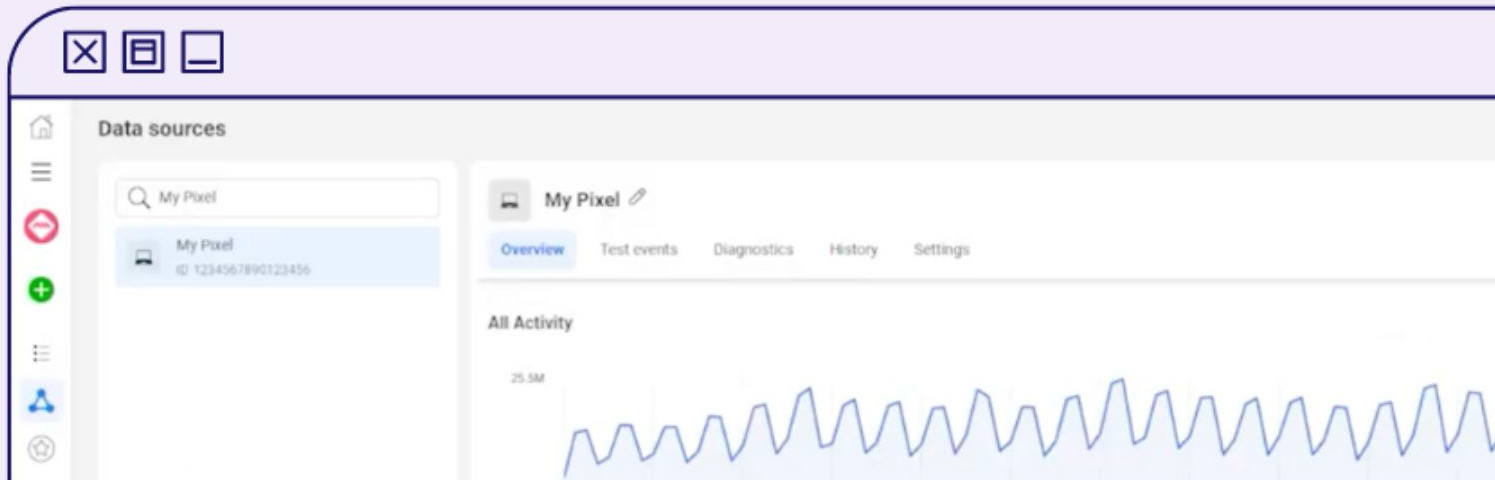 Data sources
My Pixel
My Pixel
ID 1234567890123456
My Pixel
Overview Test events Diagnostics History Settings
All Activity
25.5M